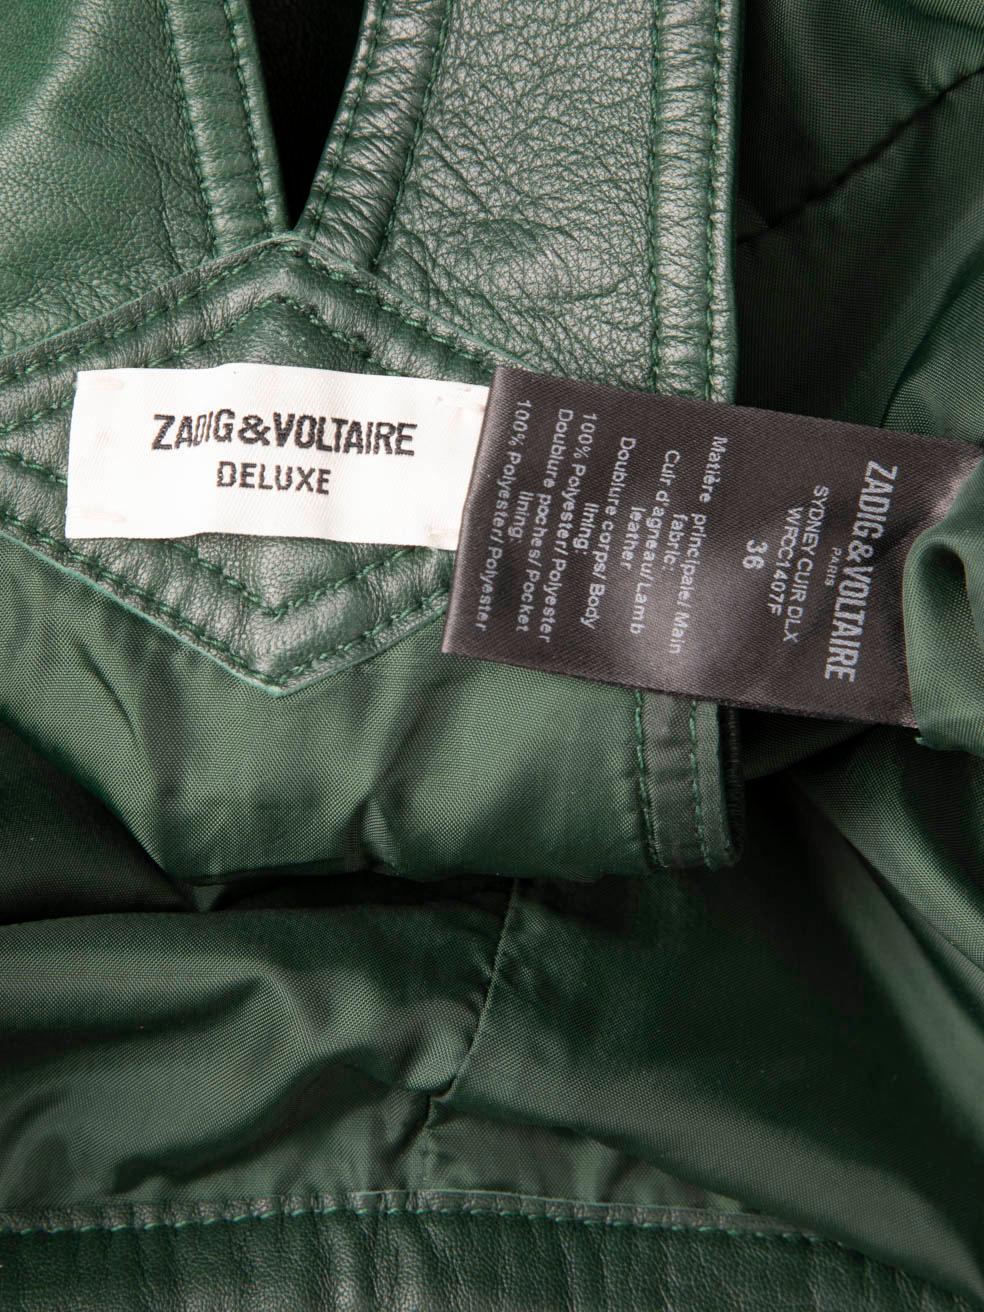 ZADIG&VOLTAIRE
DELUXE
ZADIG&VOLTAIRE
PARIS
SYDNEY CUIR DLX
WFCC1407F
36
Matière principale/ Main
fabric:
Cuir d'agneau/ Lamb
leather
Doublure corps/ Body
lining:
100% Polyester/ Polyester
Doublure poches/ Pocket
lining:
100% Polyester/ Polyester